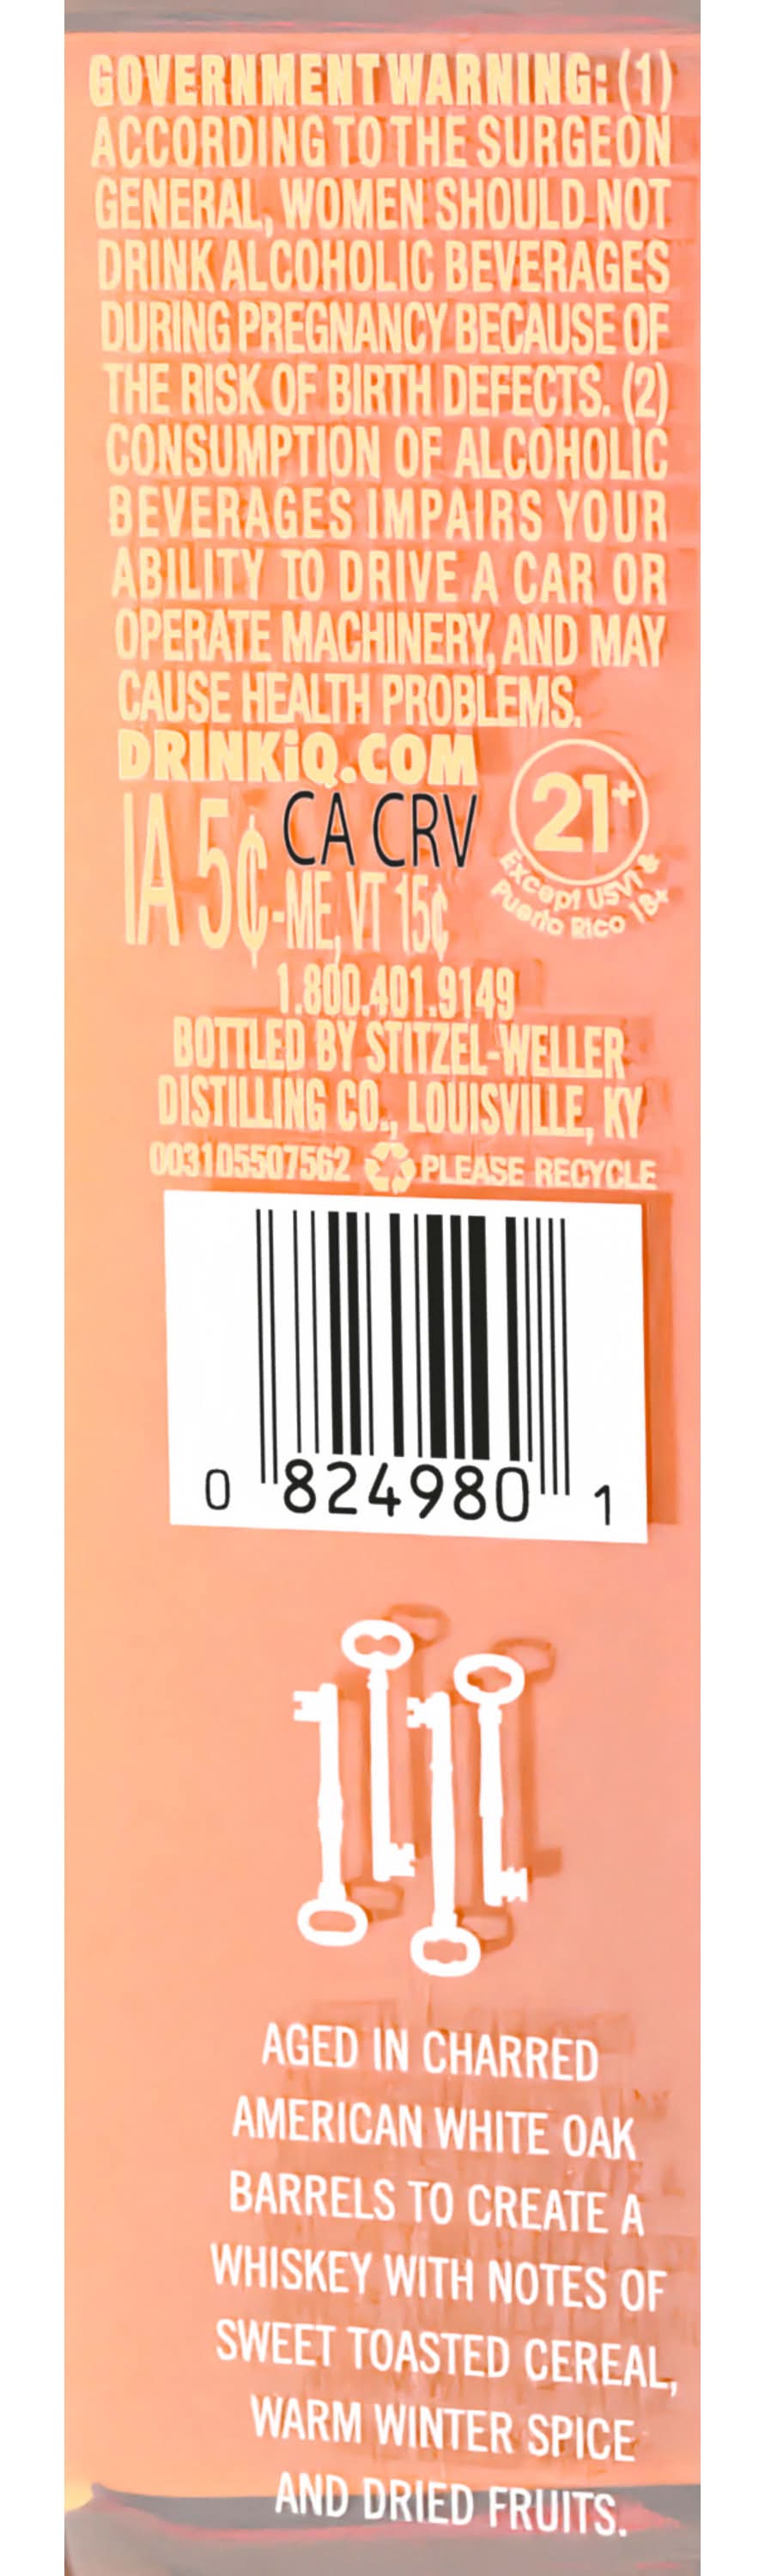 GOVERNMENT WARNING: (1)
ACCORDING TO THE SURGEON
GENERAL, WOMEN SHOULD NOT
DRINK ALCOHOLIC BEVERAGES
DURING PREGNANCY BECAUSE OF
THE RISK OF BIRTH DEFECTS. (2)
CONSUMPTION OF ALCOHOLIC
BEVERAGES IMPAIRS YOUR
ABILITY TO DRIVE A CAR OR
OPERATE MACHINERY, AND MAY
CAUSE HEALTH PROBLEMS.
DRINKiQ.COM
21+
Except USVI &
Puerto Rico 18+
IA 5¢ CA CRV
-ME, VT 15¢
1.800.401.9149
BOTTLED BY STITZEL-WELLER
DISTILLING CO., LOUISVILLE, KY
003105507562 PLEASE RECYCLE
0 824980 1
AGED IN CHARRED
AMERICAN WHITE OAK
BARRELS TO CREATE A
WHISKEY WITH NOTES OF
SWEET TOASTED CEREAL,
WARM WINTER SPICE
AND DRIED FRUITS.